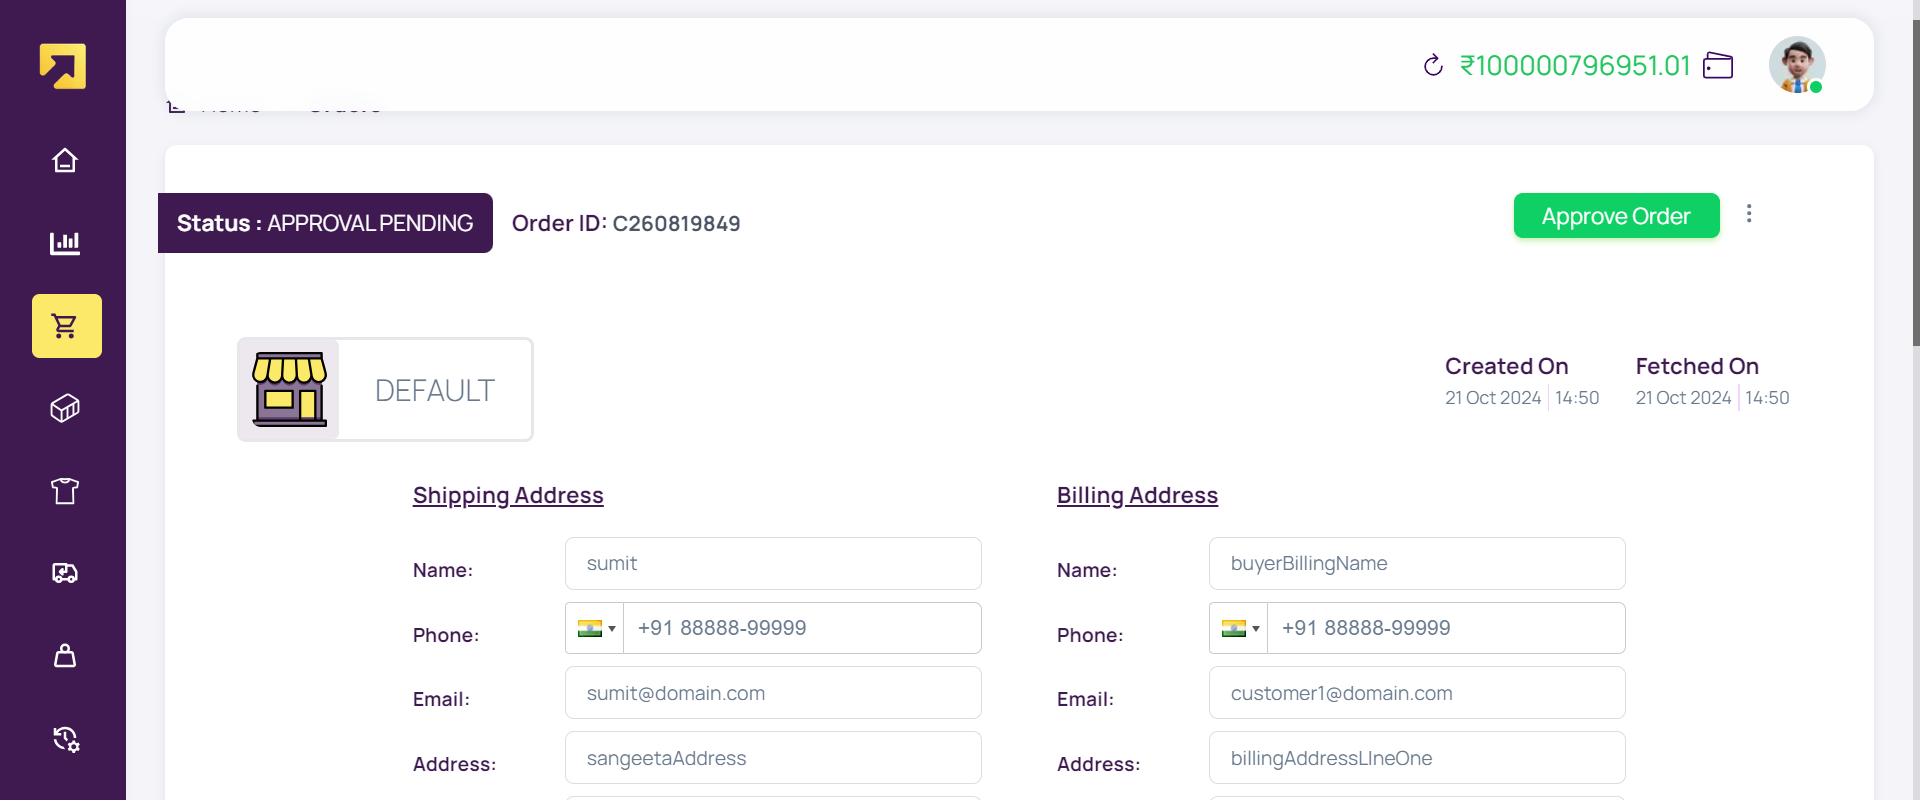 ₹100000796951.01
Home Orders
Status : APPROVAL PENDING
Order ID: C260819849
Approve Order
DEFAULT
Created On
21 Oct 2024 14:50
Fetched On
21 Oct 2024 14:50
Shipping Address
Name: sumit
Phone: +91 88888-99999
Email: sumit@domain.com
Address: sangeetaAddress
Billing Address
Name: buyerBillingName
Phone: +91 88888-99999
Email: customer1@domain.com
Address: billingAddressLIneOne